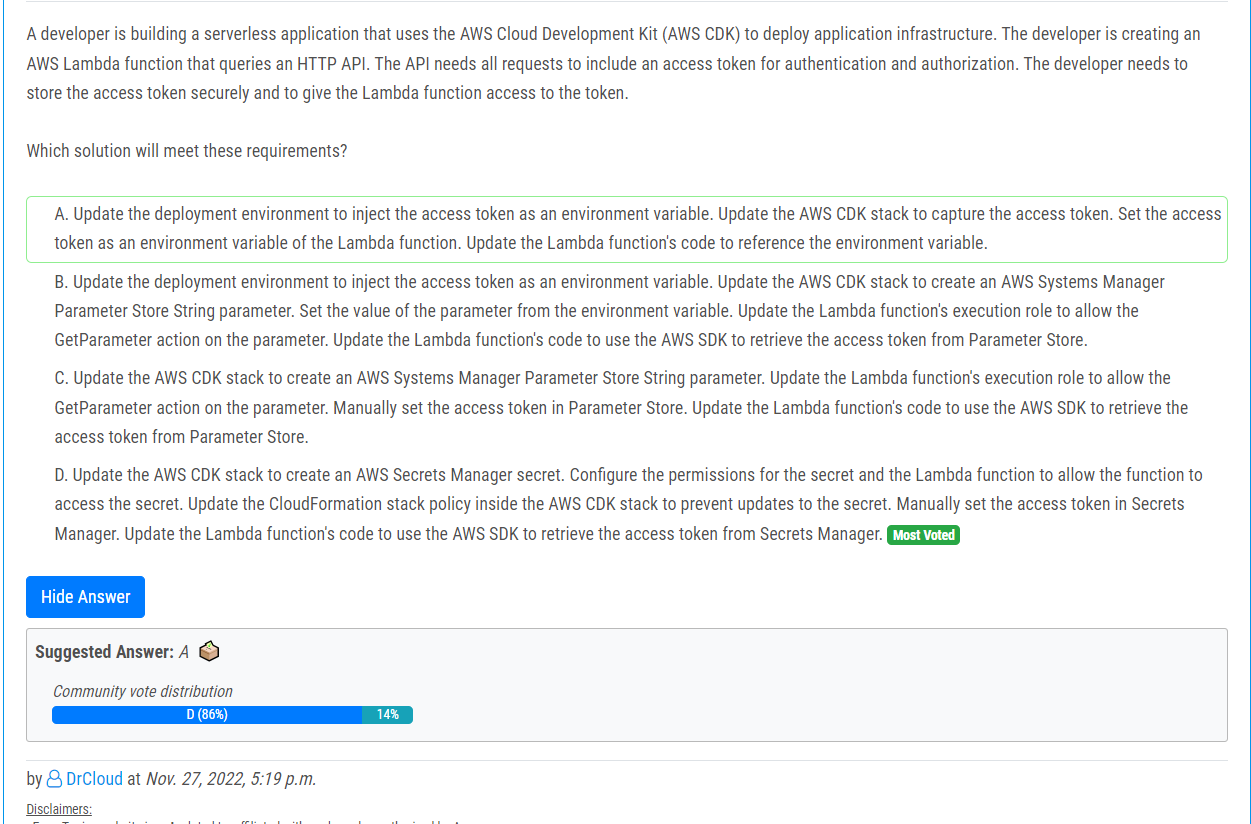 A developer is building a serverless application that uses the AWS Cloud Development Kit (AWS CDK) to deploy application infrastructure. The developer is creating an
AWS Lambda function that queries an HTTP API. The API needs all requests to include an access token for authentication and authorization. The developer needs to
store the access token securely and to give the Lambda function access to the token.
Which solution will meet these requirements?
A. Update the deployment environment to inject the access token as an environment variable. Update the AWS CDK stack to capture the access token. Set the access
token as an environment variable of the Lambda function. Update the Lambda function's code to reference the environment variable.
B. Update the deployment environment to inject the access token as an environment variable. Update the AWS CDK stack to create an AWS Systems Manager
Parameter Store String parameter. Set the value of the parameter from the environment variable. Update the Lambda function's execution role to allow the
GetParameter action on the parameter. Update the Lambda function's code to use the AWS SDK to retrieve the access token from Parameter Store.
C. Update the AWS CDK stack to create an AWS Systems Manager Parameter Store String parameter. Update the Lambda function's execution role to allow the
GetParameter action on the parameter. Manually set the access token in Parameter Store. Update the Lambda function's code to use the AWS SDK to retrieve the
access token from Parameter Store.
D. Update the AWS CDK stack to create an AWS Secrets Manager secret. Configure the permissions for the secret and the Lambda function to allow the function to
access the secret. Update the CloudFormation stack policy inside the AWS CDK stack to prevent updates to the secret. Manually set the access token in Secrets
Manager. Update the Lambda function's code to use the AWS SDK to retrieve the access token from Secrets Manager. Most Voted
Hide Answer
Suggested Answer: A
Community vote distribution
D (86%) 14%
by DrCloud at Nov. 27, 2022, 5:19 p.m.
Disclaimers: